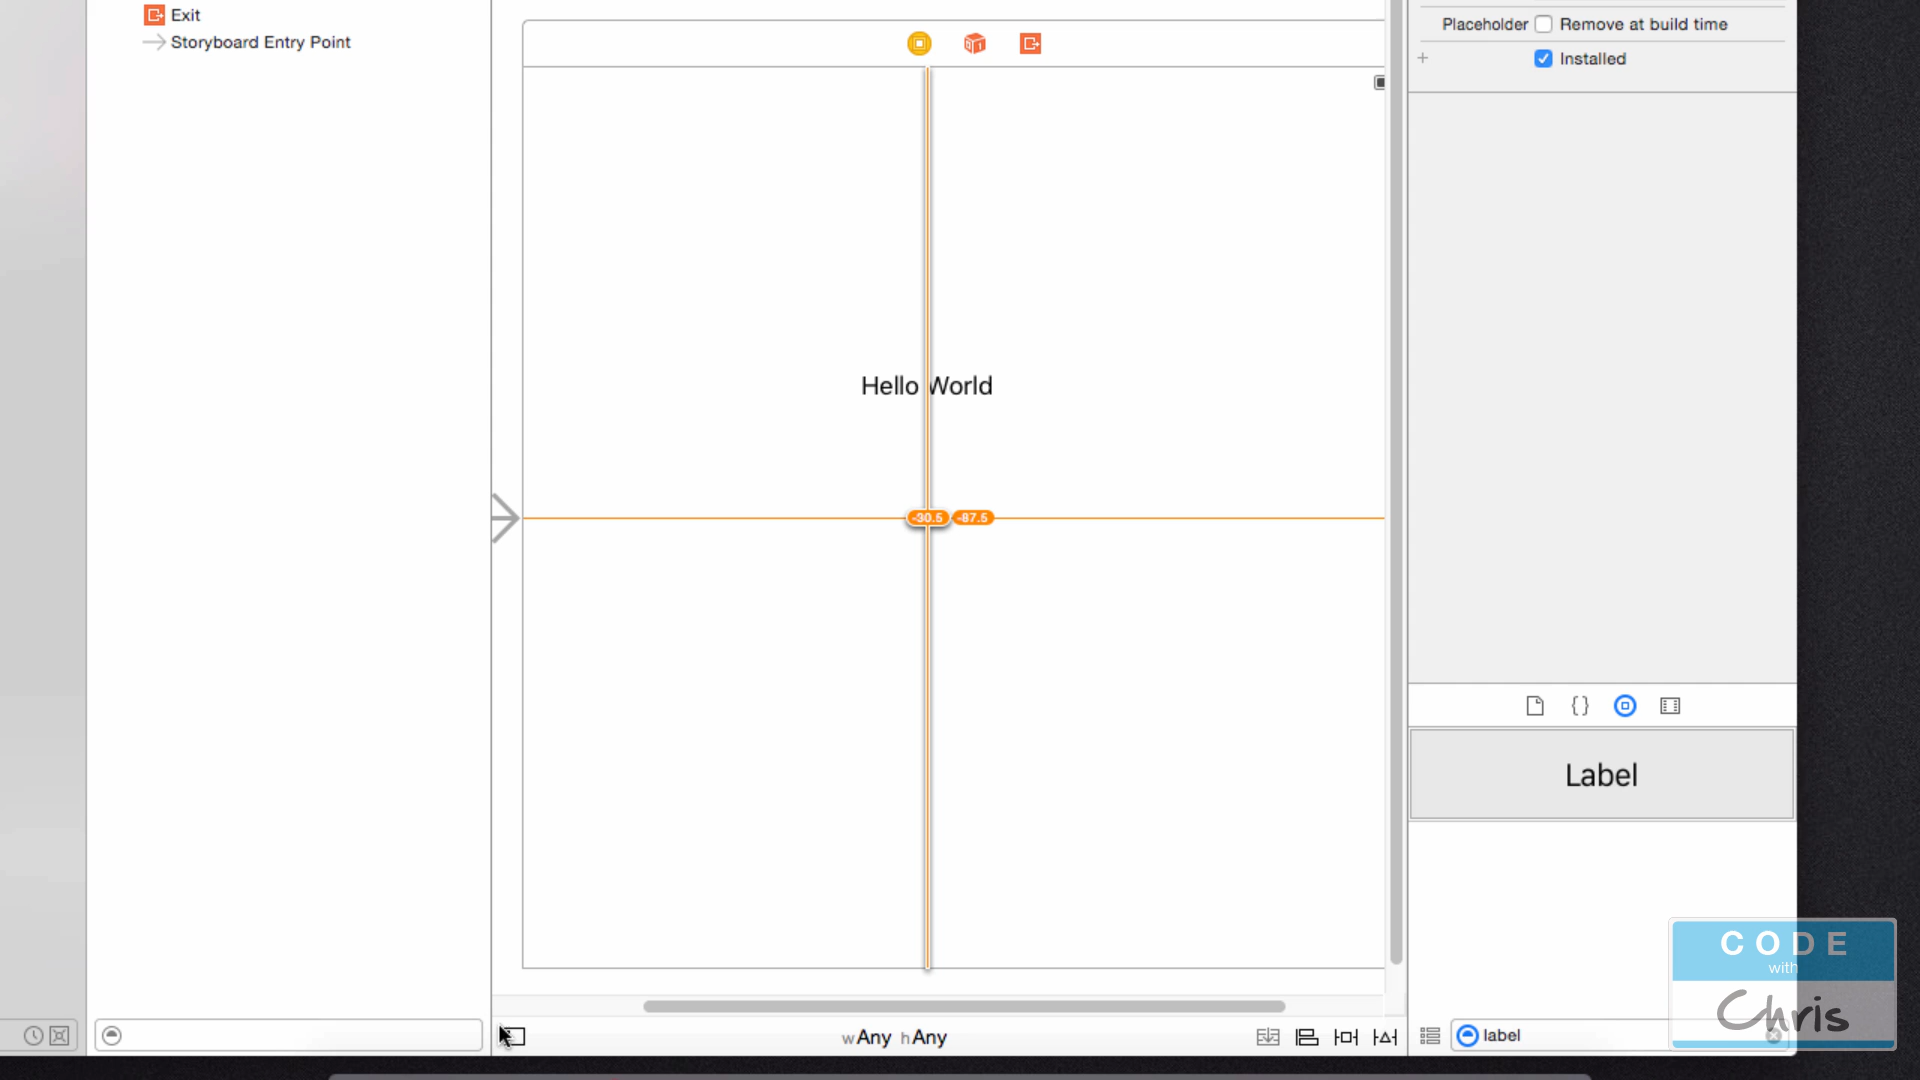 Exit
Storyboard Entry Point
Placeholder Remove at build time
+ Installed
Hello World
-30.5 -87.5
{}
Label
wAny hAny
label
CODE
with
Chris